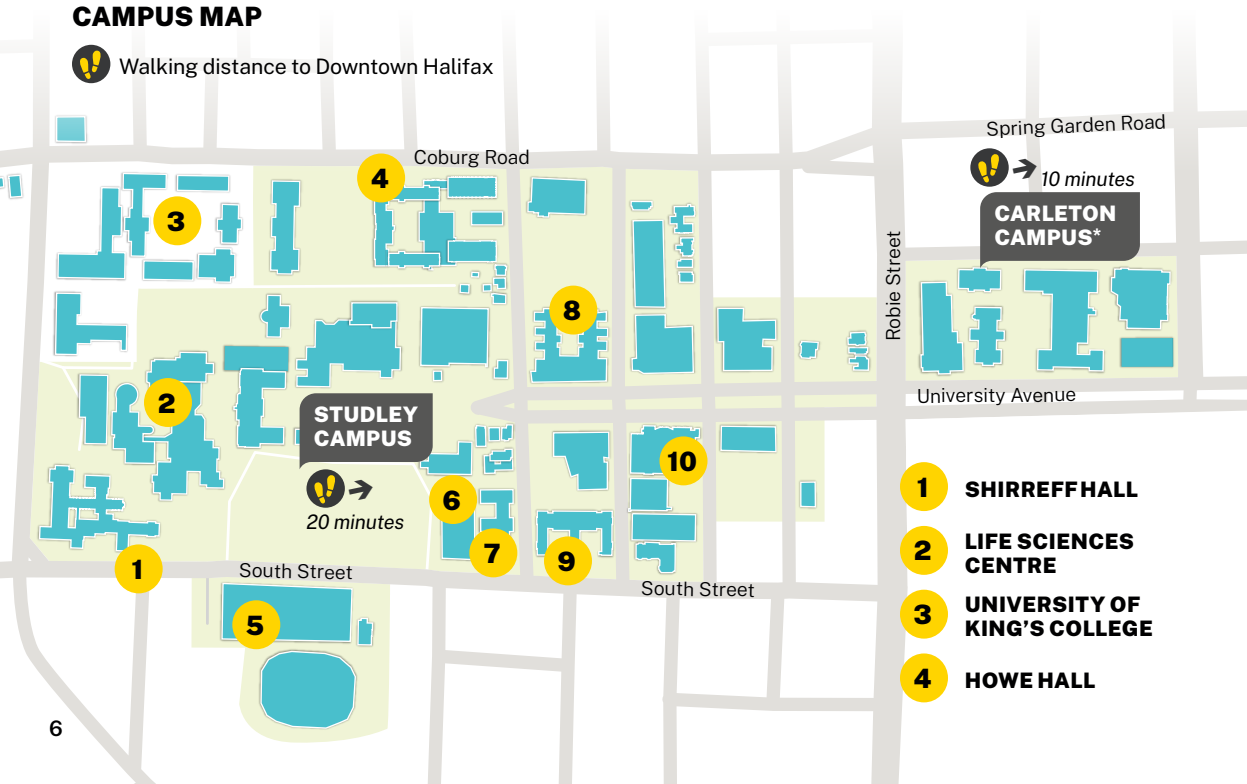 CAMPUS MAP
Walking distance to Downtown Halifax
Spring Garden Road
Coburg Road
10 minutes
4
CARLETON
CAMPUS*
3
Robie Street
8
University Avenue
2
STUDLEY
CAMPUS
10
6
20 minutes
7
9
1
South Street
South Street
5
1 SHIRREFF HALL
2 LIFE SCIENCES
CENTRE
3 UNIVERSITY OF
KING'S COLLEGE
4 HOWE HALL
6